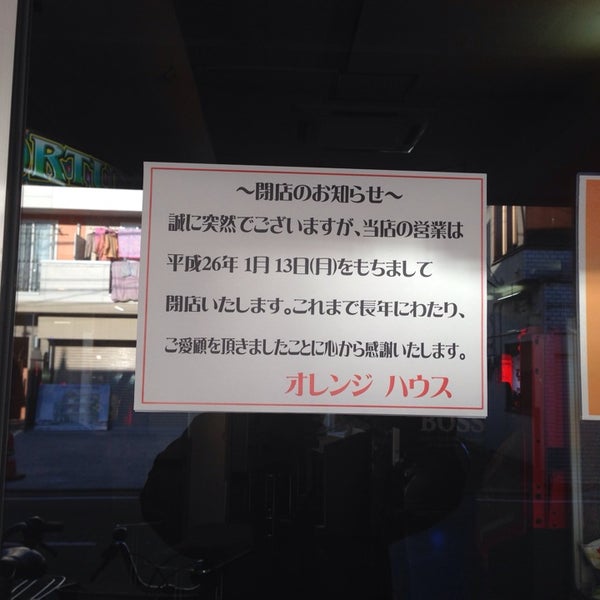 ORTU
～閉店のお知らせ～
誠に突然でございますが、当店の営業は
平成26年 1月 13日(月)をもちまして
閉店いたします。これまで長年にわたり、
ご愛顧を頂きましたことに心から感謝いたします。
オレンジ ハウス
BOSS